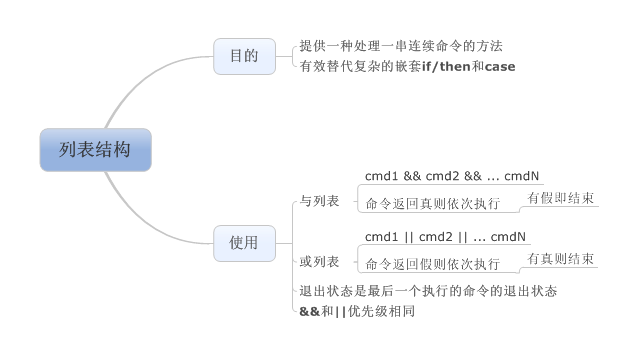 列表结构
目的
提供一种处理一串连续命令的方法
有效替代复杂的嵌套if/then和case
使用
与列表
cmd1 && cmd2 && ... cmdN
命令返回真则依次执行
有假即结束
或列表
cmd1 || cmd2 || ... cmdN
命令返回假则依次执行
有真则结束
退出状态是最后一个执行的命令的退出状态
&&和||优先级相同